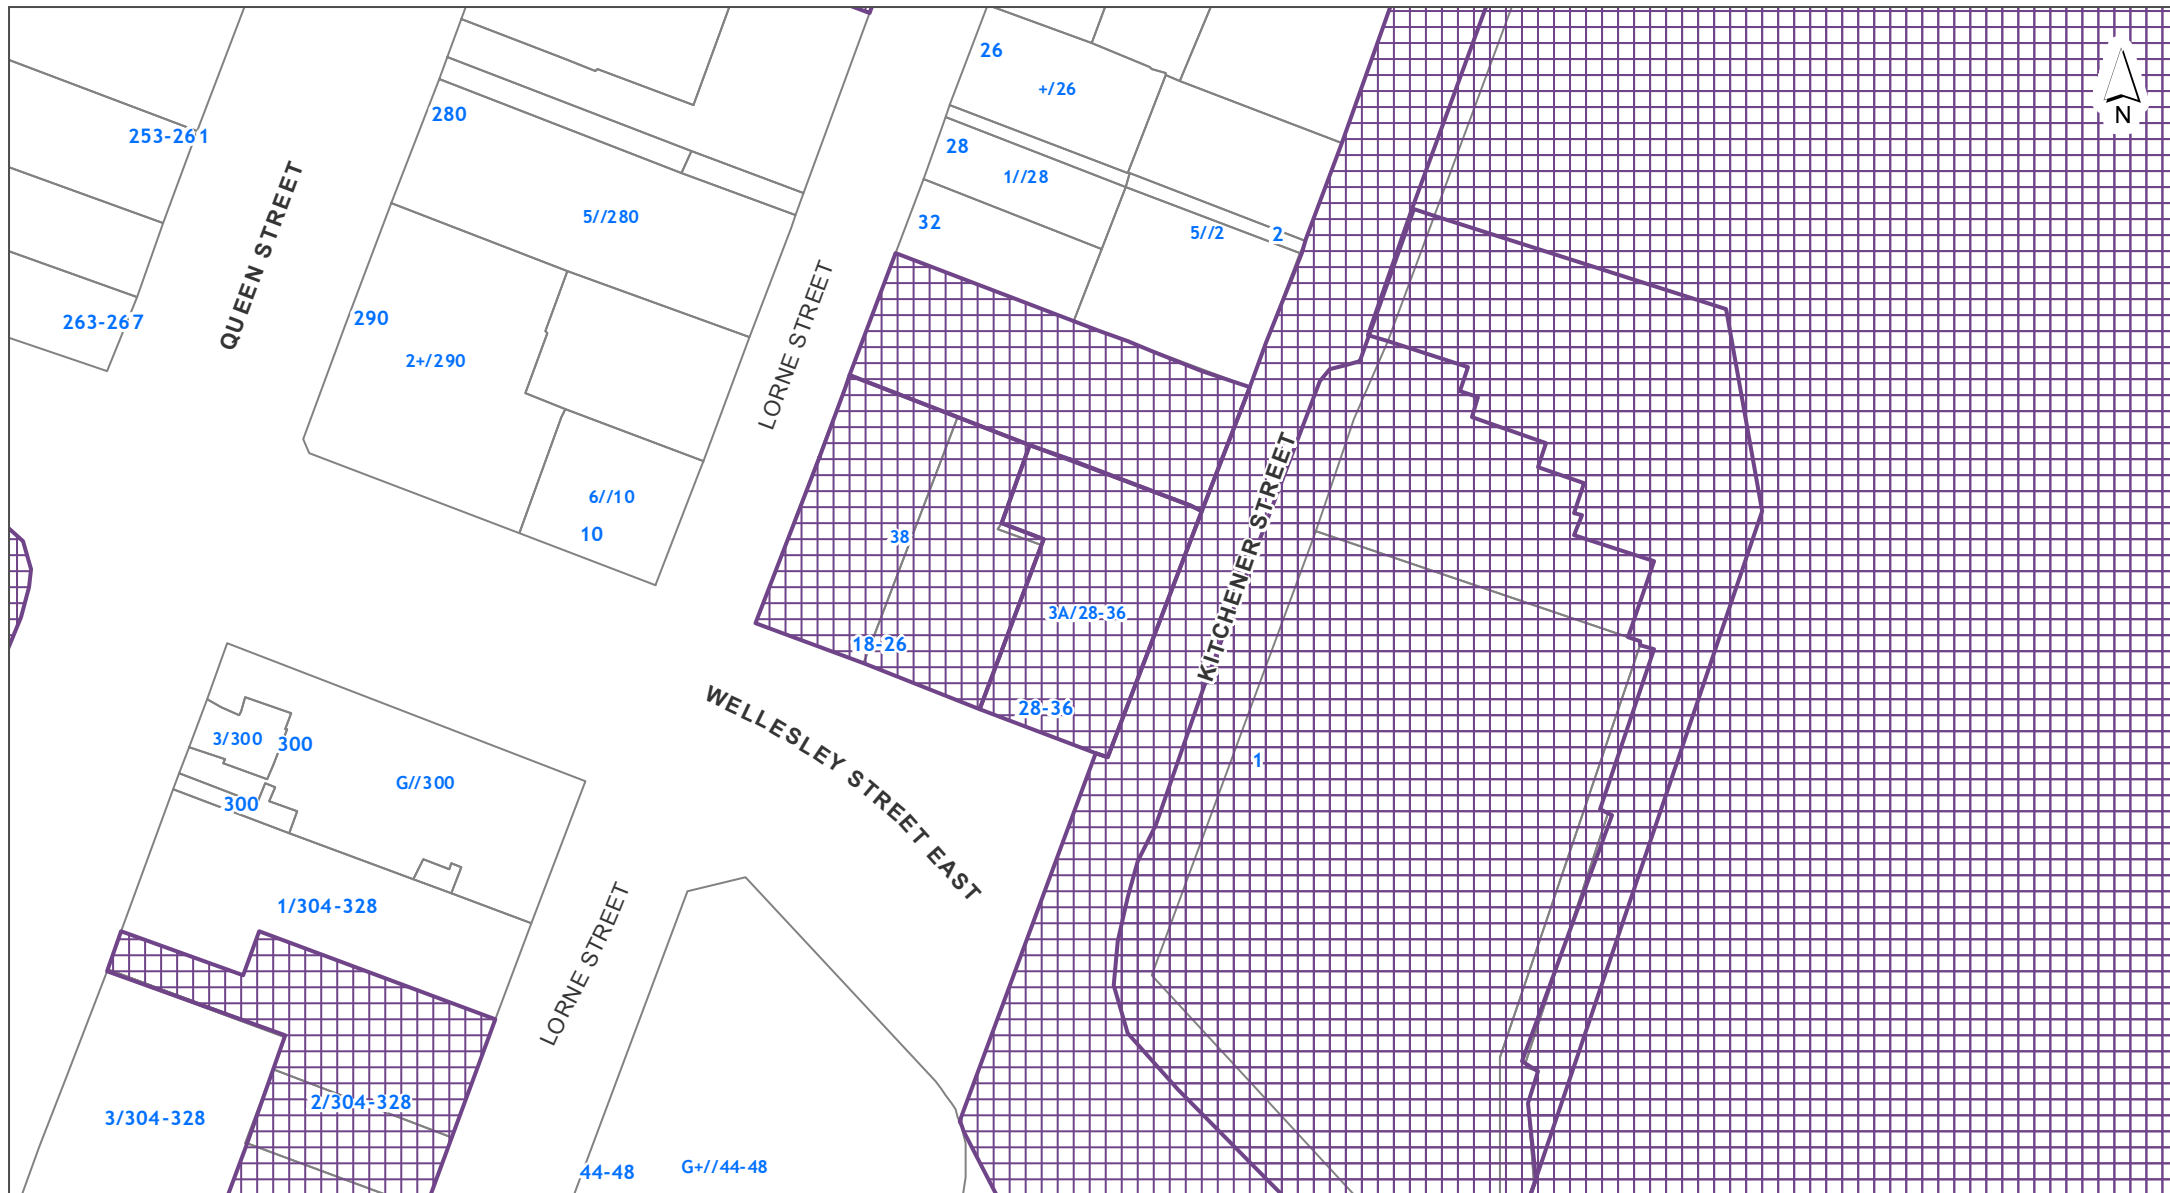 26
+/26
N
280
253-261
28
1//28
5//280
32
5//2
2
QUEEN STREET
LORNE STREET
290
263-267
2+/290
KITCHENER STREET
6//10
10
38
3A/28-36
18-26
28-36
WELLESLEY STREET EAST
3/300
300
1
G//300
300
1/304-328
LORNE STREET
2/304-328
3/304-328
44-48
G+//44-48